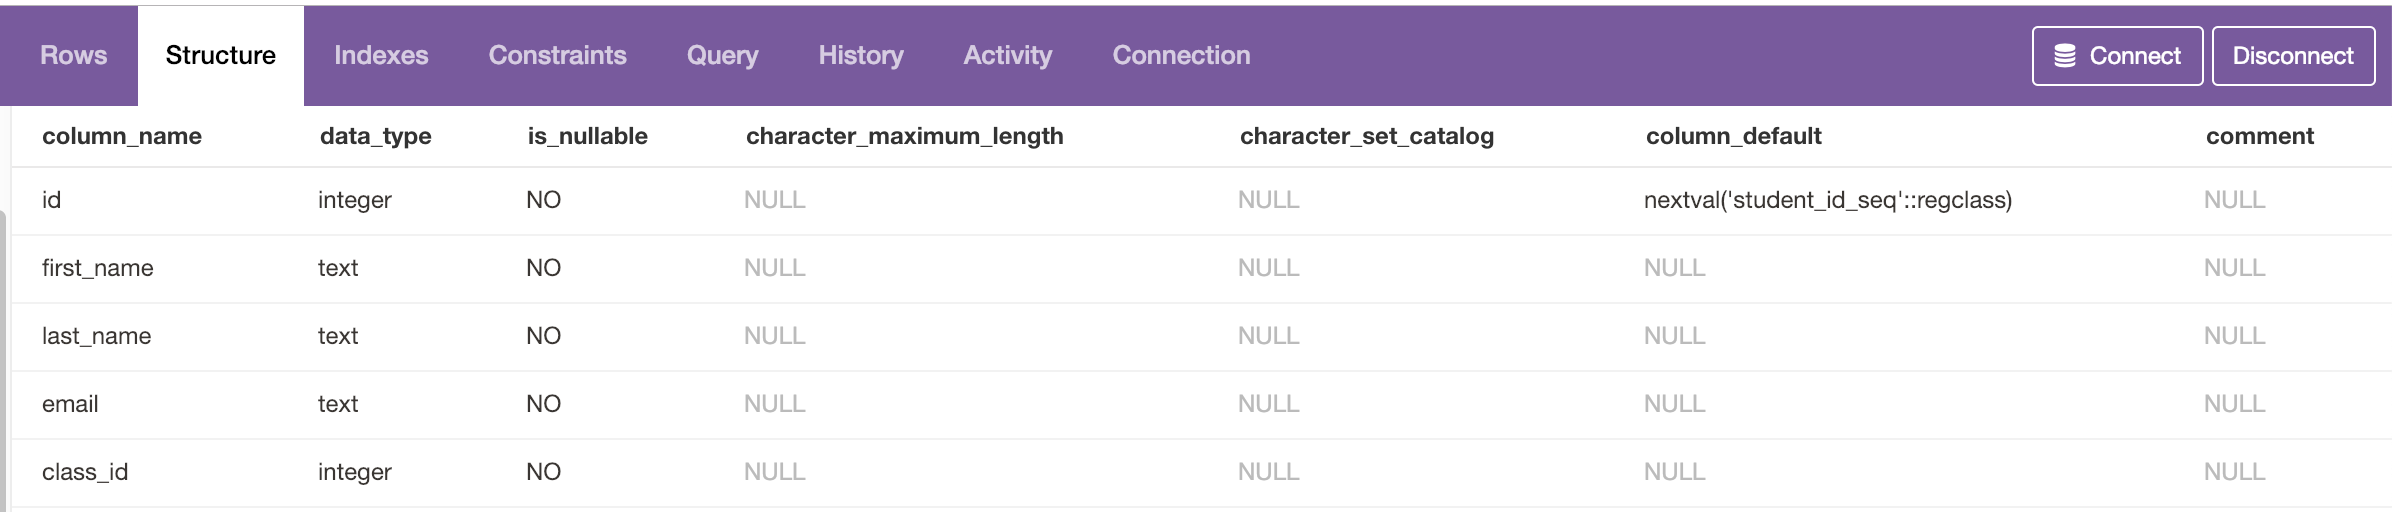 Rows Structure Indexes Constraints Query History Activity Connection Connect Disconnect
column_name data_type is_nullable character_maximum_length character_set_catalog column_default comment
id integer NO NULL NULL nextval('student_id_seq'::regclass) NULL
first_name text NO NULL NULL NULL NULL
last_name text NO NULL NULL NULL NULL
email text NO NULL NULL NULL NULL
class_id integer NO NULL NULL NULL NULL